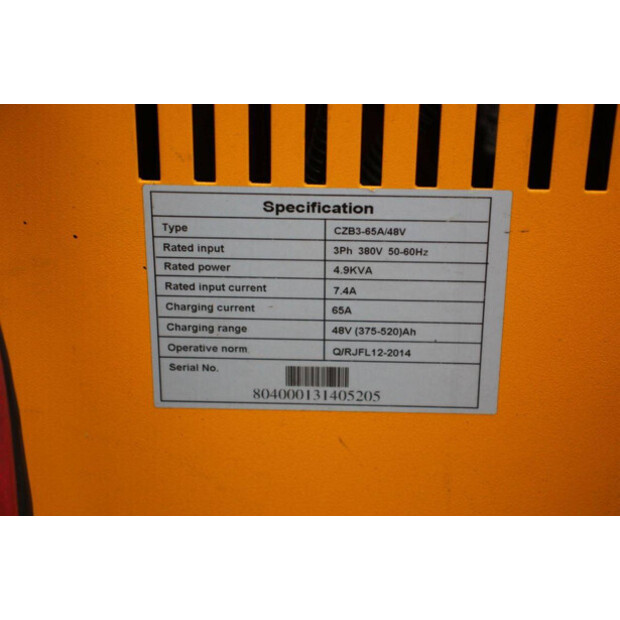 Specification
Type CZB3-65A/48V
Rated input 3Ph 380V 50-60Hz
Rated power 4.9KVA
Rated input current 7.4A
Charging current 65A
Charging range 48V (375-520)Ah
Operative norm Q/RJFL12-2014
Serial No.
804000131405205